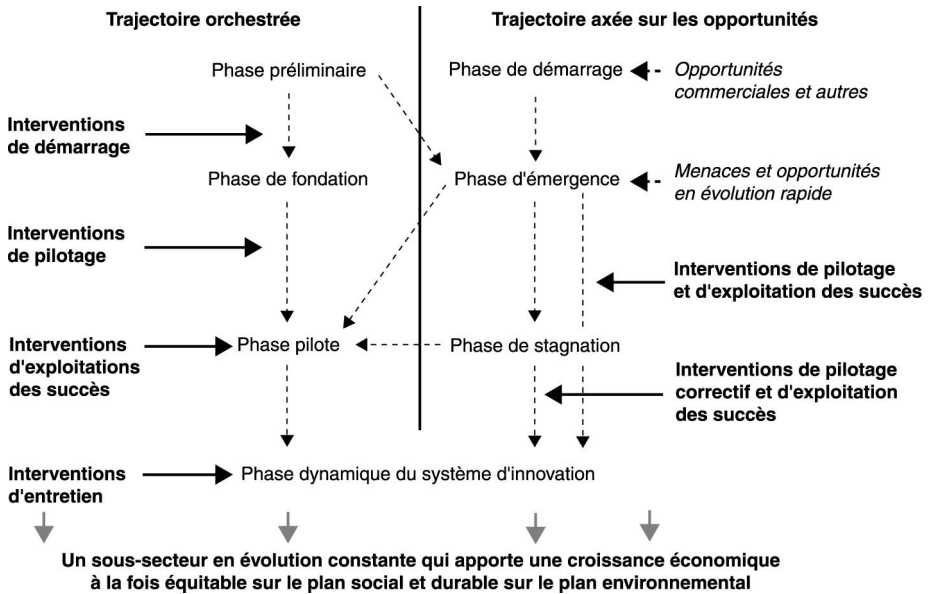 Trajectoire orchestrée
Trajectoire axée sur les opportunités
Phase préliminaire
Phase de démarrage
Opportunités
commerciales et autres
Interventions
de démarrage
Phase de fondation
Phase d'émergence
Menaces et opportunités
en évolution rapide
Interventions
de pilotage
Interventions de pilotage
et d'exploitation des succès
Interventions
d'exploitations
des succès
Phase pilote
Phase de stagnation
Interventions de pilotage
correctif et d'exploitation
des succès
Interventions
d'entretien
Phase dynamique du système d'innovation
Un sous-secteur en évolution constante qui apporte une croissance économique
à la fois équitable sur le plan social et durable sur le plan environnemental